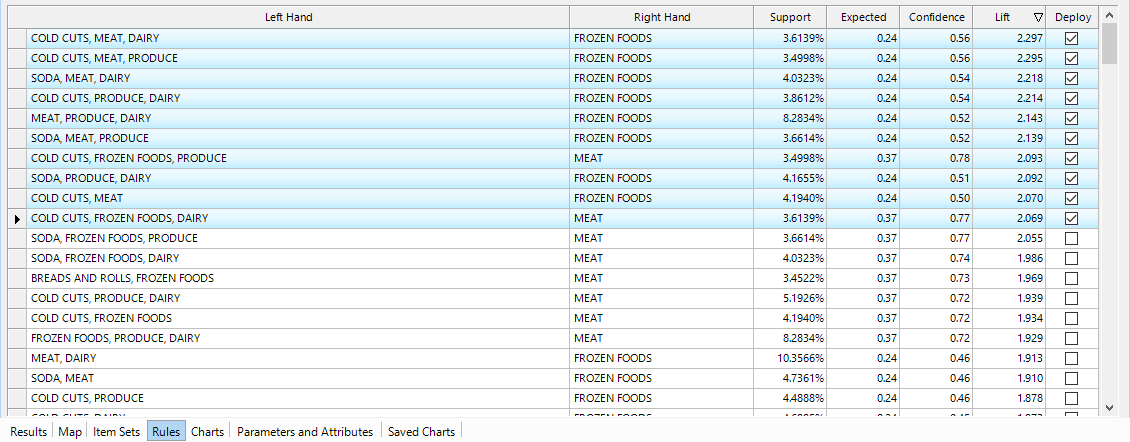 Left Hand Right Hand Support Expected Confidence Lift Deploy
COLD CUTS, MEAT, DAIRY FROZEN FOODS 3.6139% 0.24 0.56 2.297
COLD CUTS, MEAT, PRODUCE FROZEN FOODS 3.4998% 0.24 0.56 2.295
SODA, MEAT, DAIRY FROZEN FOODS 4.0323% 0.24 0.54 2.218
COLD CUTS, PRODUCE, DAIRY FROZEN FOODS 3.8612% 0.24 0.54 2.214
MEAT, PRODUCE, DAIRY FROZEN FOODS 8.2834% 0.24 0.52 2.143
SODA, MEAT, PRODUCE FROZEN FOODS 3.6614% 0.24 0.52 2.139
COLD CUTS, FROZEN FOODS, PRODUCE MEAT 3.4998% 0.37 0.78 2.093
SODA, PRODUCE, DAIRY FROZEN FOODS 4.1655% 0.24 0.51 2.092
COLD CUTS, MEAT FROZEN FOODS 4.1940% 0.24 0.50 2.070
COLD CUTS, FROZEN FOODS, DAIRY MEAT 3.6139% 0.37 0.77 2.069
SODA, FROZEN FOODS, PRODUCE MEAT 3.6614% 0.37 0.77 2.055
SODA, FROZEN FOODS, DAIRY MEAT 4.0323% 0.37 0.74 1.986
BREADS AND ROLLS, FROZEN FOODS MEAT 3.4522% 0.37 0.73 1.969
COLD CUTS, PRODUCE, DAIRY MEAT 5.1926% 0.37 0.72 1.939
COLD CUTS, FROZEN FOODS MEAT 4.1940% 0.37 0.72 1.934
FROZEN FOODS, PRODUCE, DAIRY MEAT 8.2834% 0.37 0.72 1.929
MEAT, DAIRY FROZEN FOODS 10.3566% 0.24 0.46 1.913
SODA, MEAT FROZEN FOODS 4.7361% 0.24 0.46 1.910
COLD CUTS, PRODUCE FROZEN FOODS 4.4888% 0.24 0.46 1.878
COLD CUTS, DAIRY FROZEN FOODS
Results Map Item Sets Rules Charts Parameters and Attributes Saved Charts